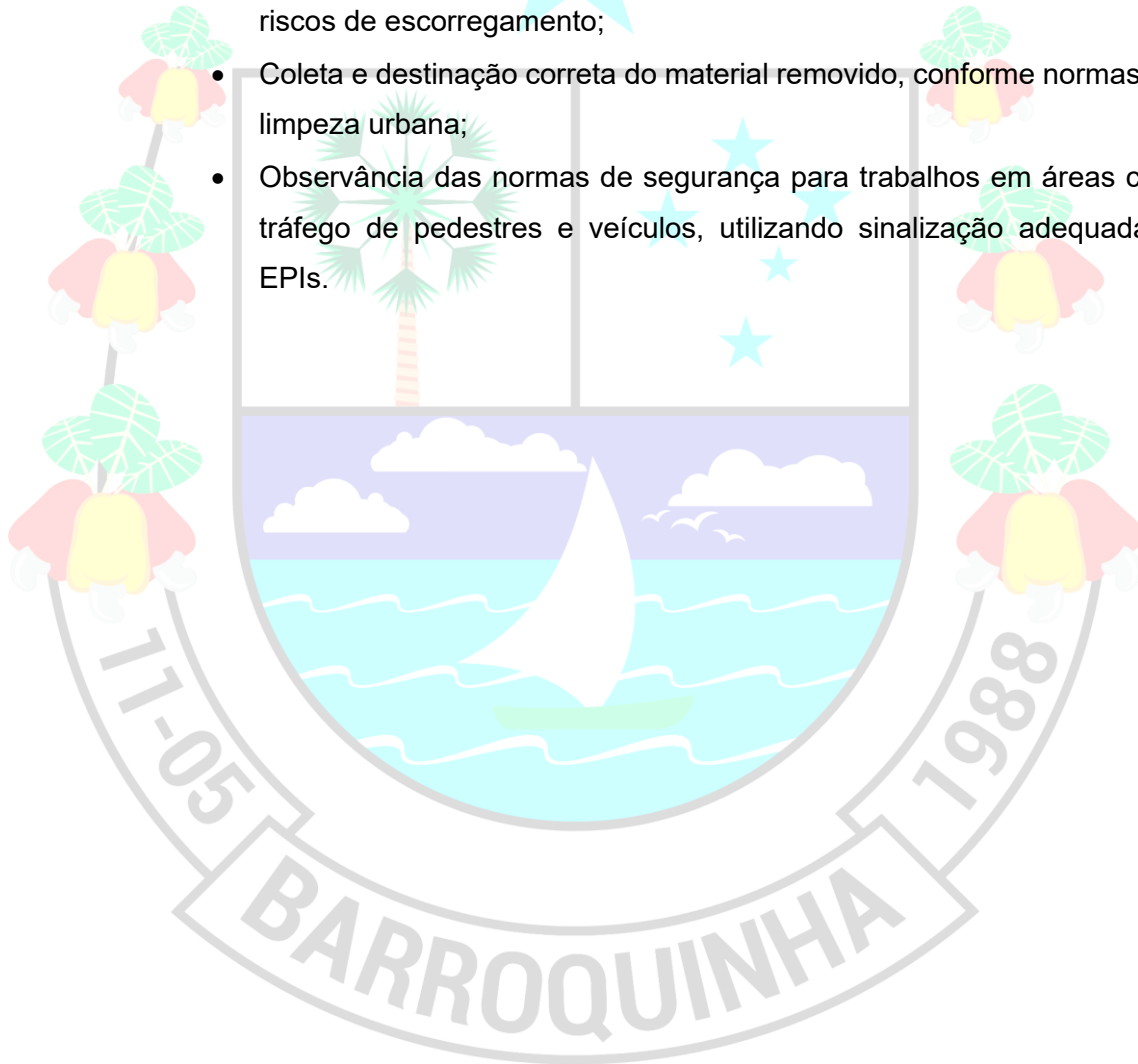 riscos de escorregamento;
• Coleta e destinação correta do material removido, conforme normas
limpeza urbana;
• Observância das normas de segurança para trabalhos em áreas
tráfego de pedestres e veículos, utilizando sinalização adequada
EPIs.
11-05
BARROQUINHA
1988